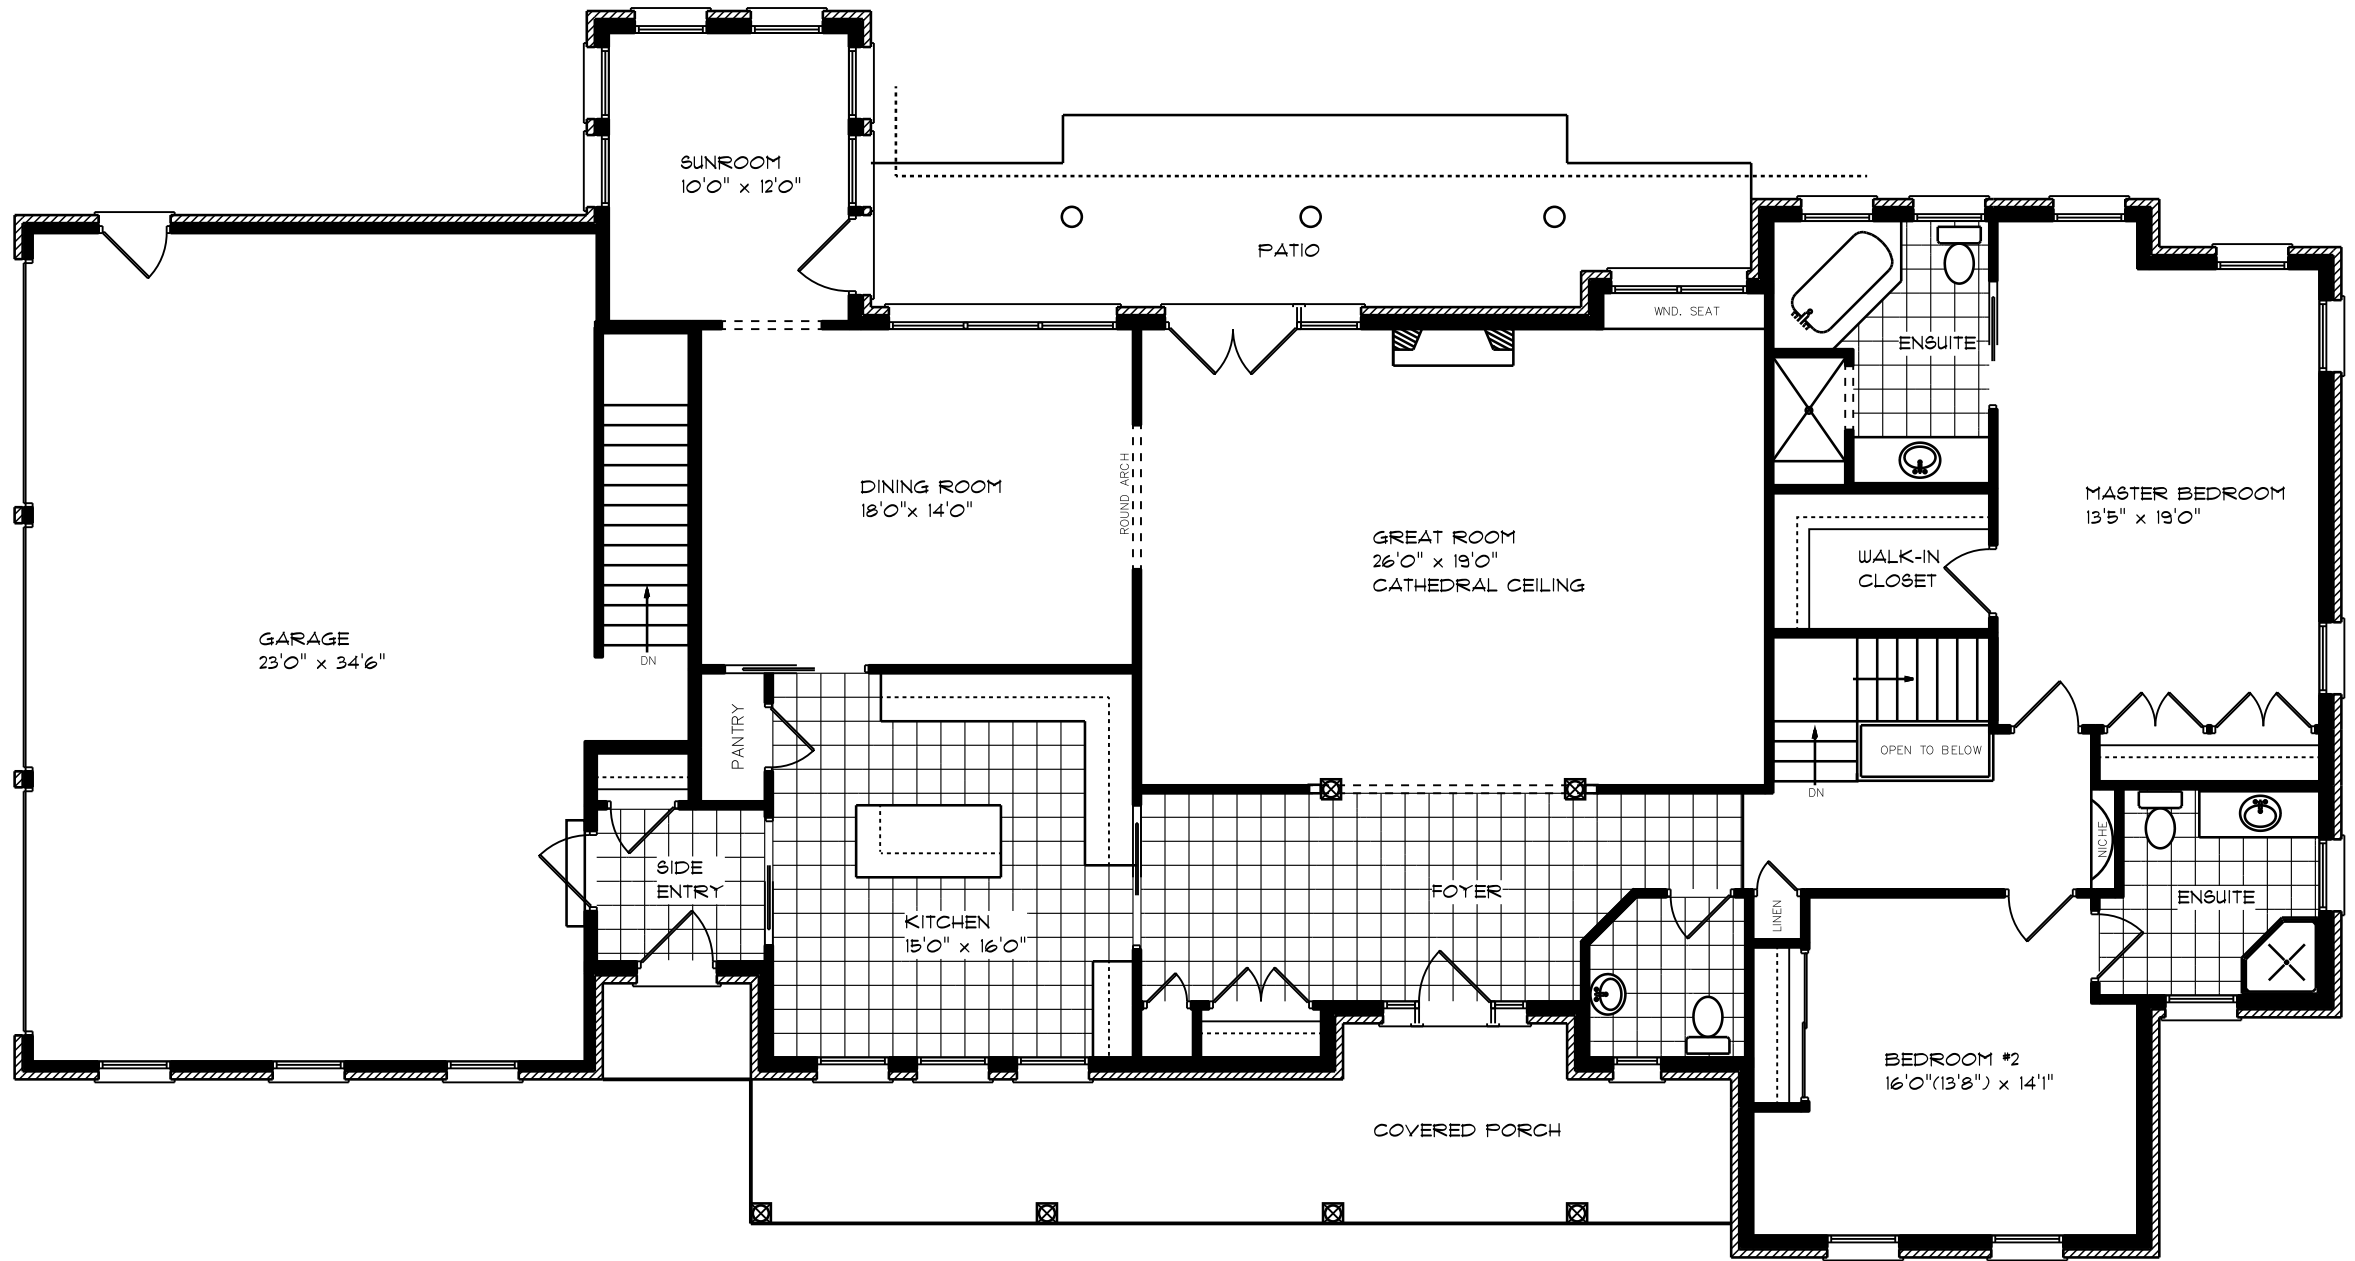 SUNROOM
10'0" x 12'0"
PATIO
WND. SEAT
ENSUITE
DINING ROOM
18'0"x 14'0"
ROUND ARCH
GREAT ROOM
26'0" x 19'0"
CATHEDRAL CEILING
MASTER BEDROOM
13'5" x 19'0"
WALK-IN
CLOSET
GARAGE
23'0" x 34'6"
DN
PANTRY
OPEN TO BELOW
DN
NICHE
SIDE
ENTRY
KITCHEN
15'0" x 16'0"
FOYER
LINEN
ENSUITE
BEDROOM #2
16'0"(13'8") x 14'1"
COVERED PORCH